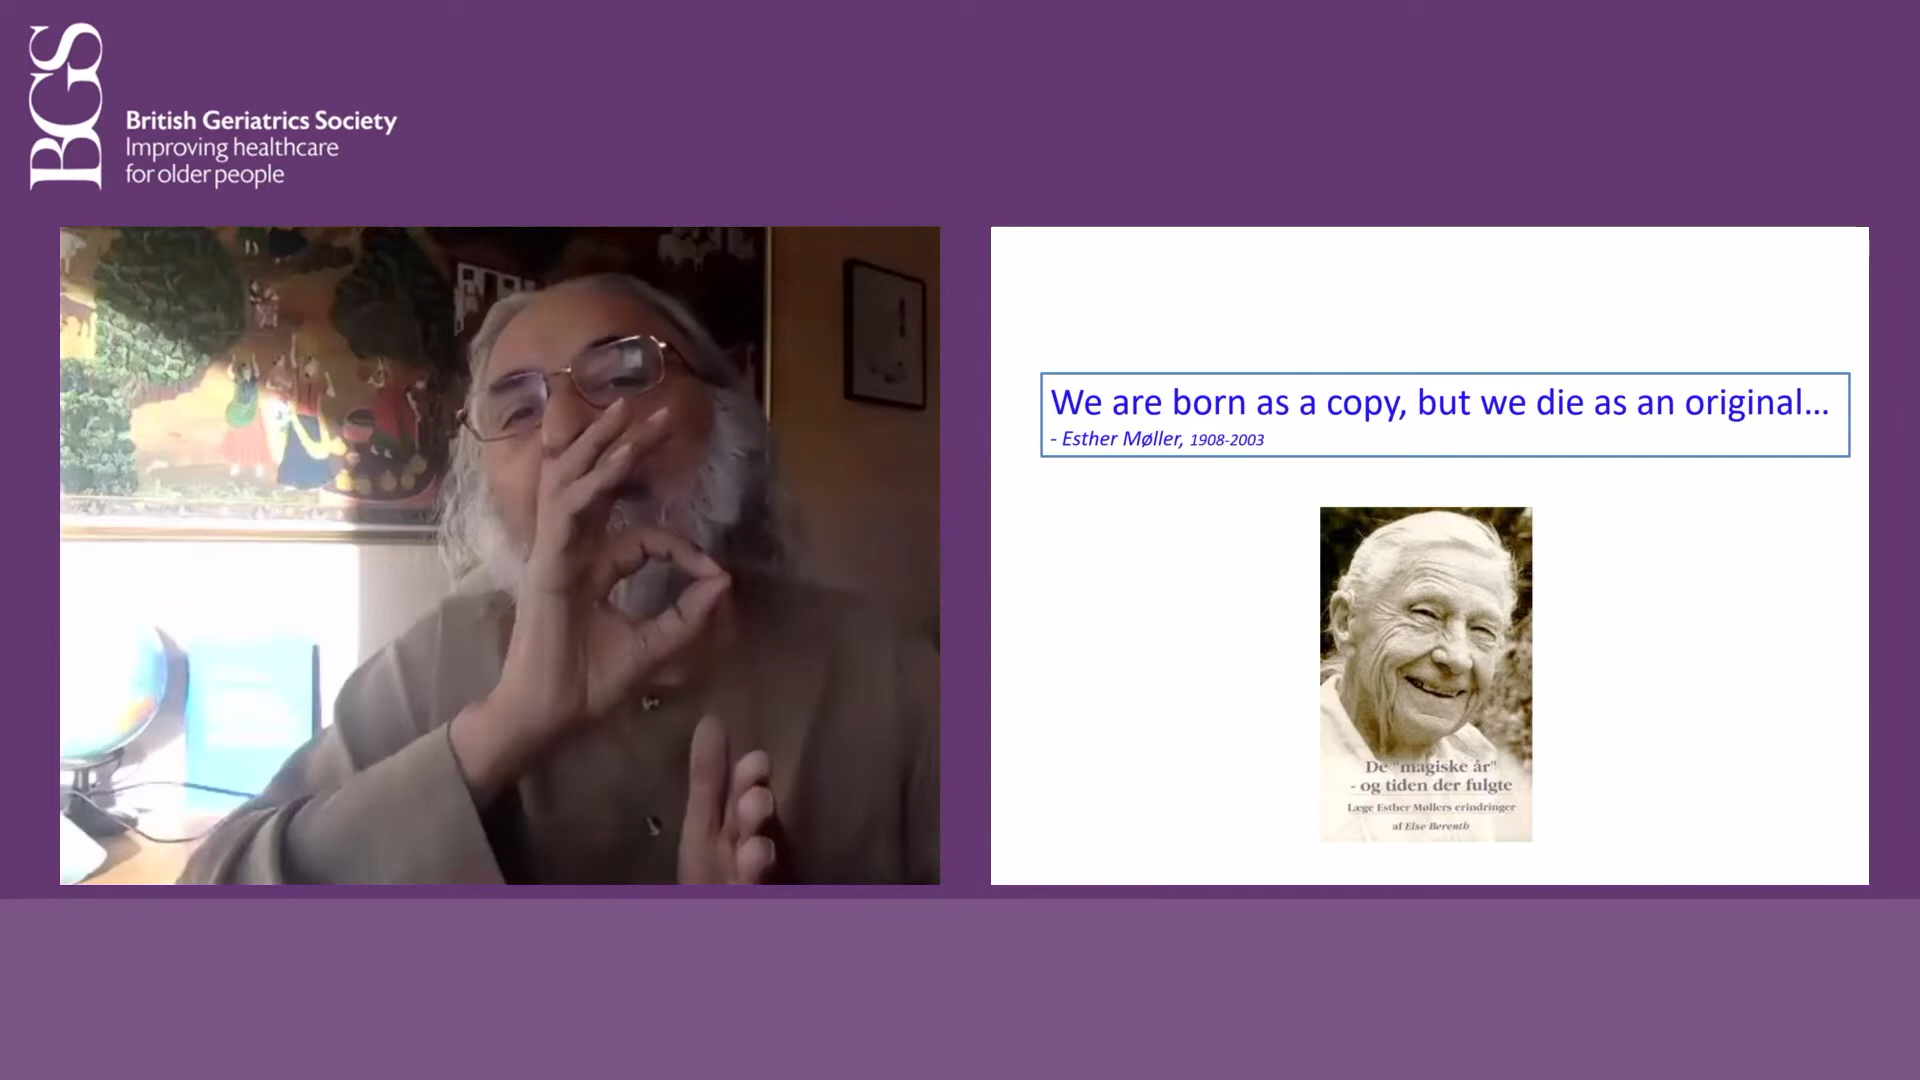 BGS
British Geriatrics Society
Improving healthcare
for older people
We are born as a copy, but we die as an original...
- Esther Møller, 1908-2003
De "magiske år"
- og tiden der fulgte
Læge Esther Møllers erindringer
af Else Berenth